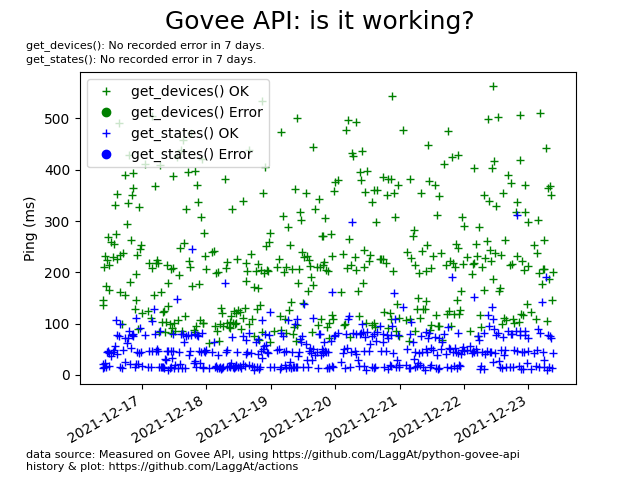 Govee API: is it working?
get_devices(): No recorded error in 7 days.
get_states(): No recorded error in 7 days.
get_devices() OK
get_devices() Error
get_states() OK
get_states() Error
Ping (ms)
500
400
300
200
100
0
2021-12-17
2021-12-18
2021-12-19
2021-12-20
2021-12-21
2021-12-22
2021-12-23
data source: Measured on Govee API, using https://github.com/LaggAt/python-govee-api
history & plot: https://github.com/LaggAt/actions